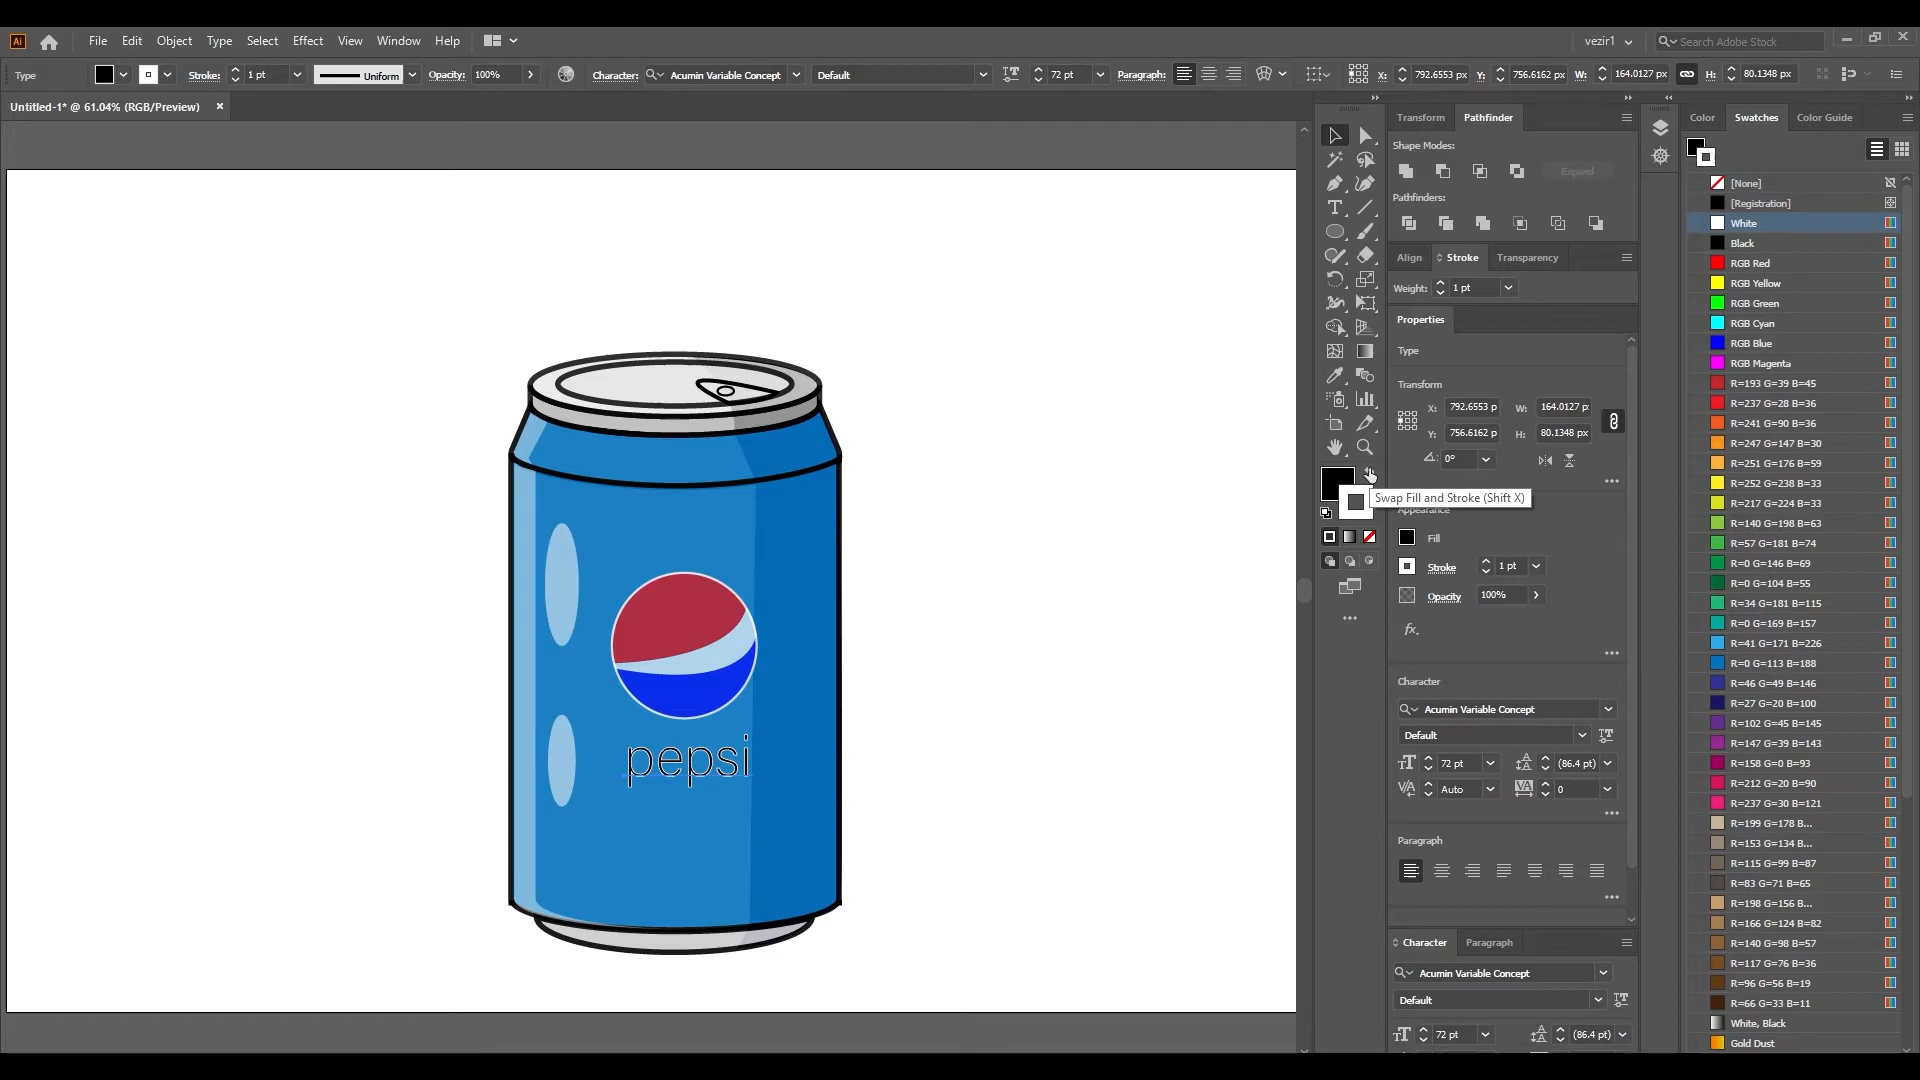 Ai File Edit Object Type Select Effect View Window Help vezir1 Search Adobe Stock
Type Stroke: 1 pt Uniform Opacity: 100% Character: Acumin Variable Concept Default 72 pt Paragraph: X: 792.6553 px Y: 756.6162 px W: 164.0127 px H: 80.1348 px
Untitled-1* @ 61.04% (RGB/Preview) ×
pepsi
Swap Fill and Stroke (Shift X)
Transform Pathfinder
Shape Modes:
Expand
Pathfinders:
Align Stroke Transparency
Weight: 1 pt
Properties
Type
Transform
X: 792.6553 p W: 164.0127 p
Y: 756.6162 p H: 80.1348 px
0°
Appearance
Fill
Stroke 1 pt
Opacity 100%
fx.
Character
Acumin Variable Concept
Default
72 pt (86.4 pt)
Auto 0
Paragraph
Character Paragraph
Acumin Variable Concept
Default
72 pt (86.4 pt)
Color Swatches Color Guide
[None]
[Registration]
White
Black
RGB Red
RGB Yellow
RGB Green
RGB Cyan
RGB Blue
RGB Magenta
R=193 G=39 B=45
R=237 G=28 B=36
R=241 G=90 B=36
R=247 G=147 B=30
R=251 G=176 B=59
R=252 G=238 B=33
R=217 G=224 B=33
R=140 G=198 B=63
R=57 G=181 B=74
R=0 G=146 B=69
R=0 G=104 B=55
R=34 G=181 B=115
R=0 G=169 B=157
R=41 G=171 B=226
R=0 G=113 B=188
R=46 G=49 B=146
R=27 G=20 B=100
R=102 G=45 B=145
R=147 G=39 B=143
R=158 G=0 B=93
R=212 G=20 B=90
R=237 G=30 B=121
R=199 G=178 B...
R=153 G=134 B...
R=115 G=99 B=87
R=83 G=71 B=65
R=198 G=156 B...
R=166 G=124 B=82
R=140 G=98 B=57
R=117 G=76 B=36
R=96 G=56 B=19
R=66 G=33 B=11
White, Black
Gold Dust